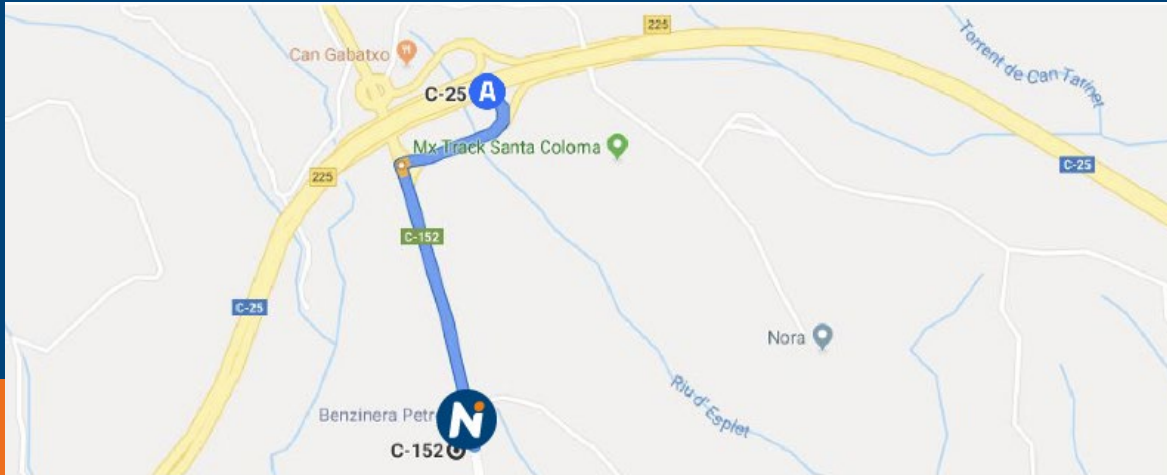 225
Torrent de Can Tarinet
Can Gabatxo
C-25 A
Mx Track Santa Coloma
C-25
225
C-152
C-25
Nora
Riu d'Esplet
Benzinera Petr
N
C-152